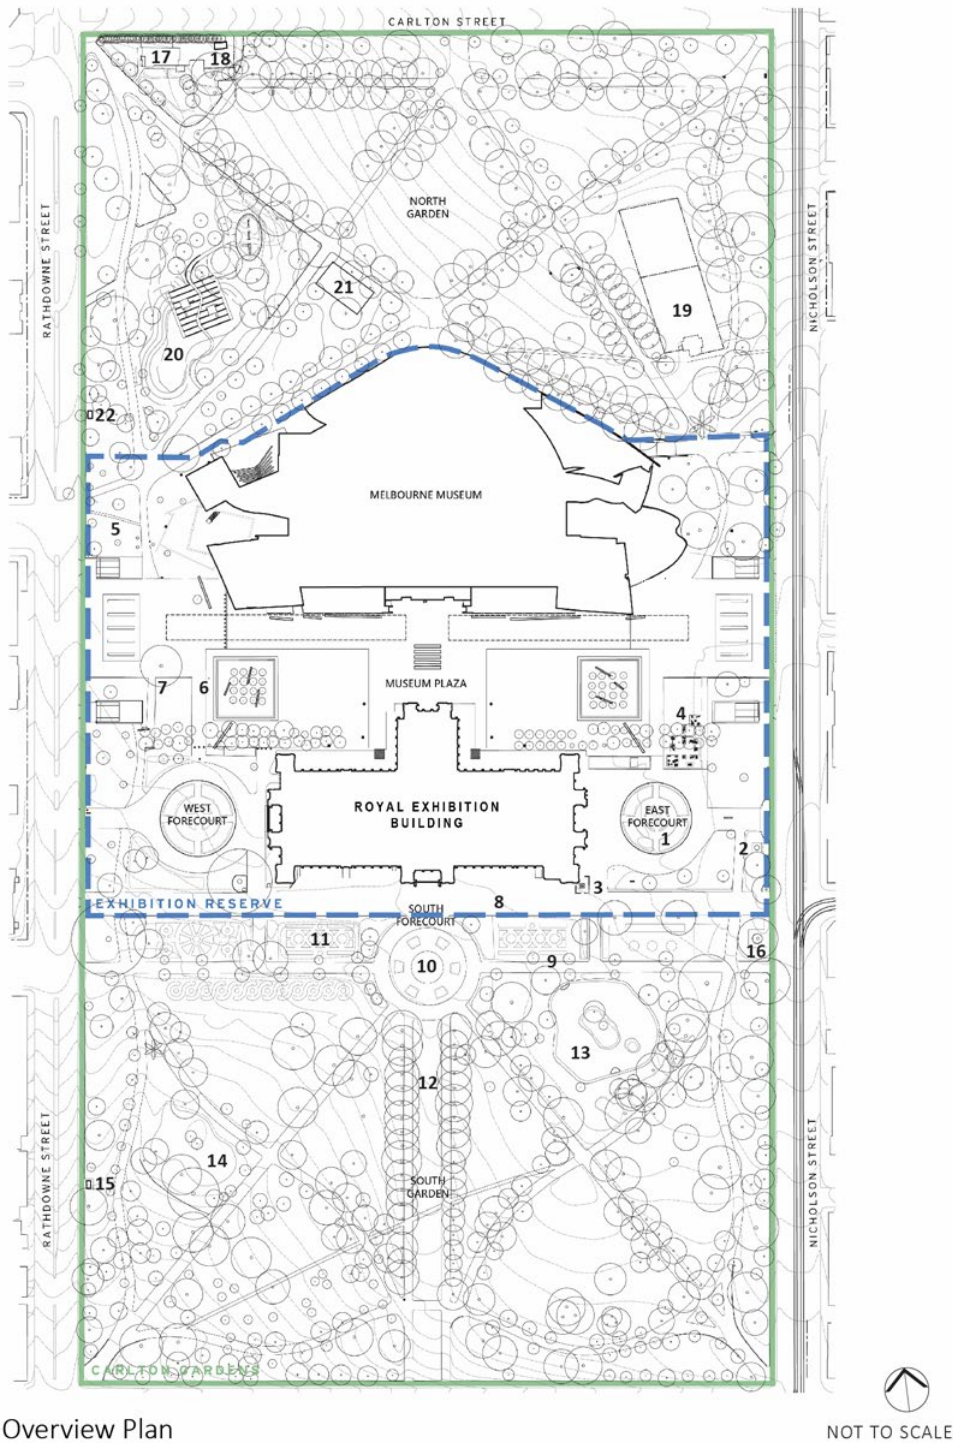 CARLTON STREET
17
18
RATHDOWNE STREET
NORTH
GARDEN
NICHOLSON STREET
21
19
20
22
MELBOURNE MUSEUM
5
7
6
MUSEUM PLAZA
4
WEST
FORECOURT
ROYAL EXHIBITION
BUILDING
EAST
FORECOURT
1
2
3
EXHIBITION RESERVE
8
SOUTH
FORECOURT
11
9
16
10
13
12
14
15
SOUTH
GARDEN
RATHDOWNE STREET
NICHOLSON STREET
CARLTON GARDENS
Overview Plan
NOT TO SCALE